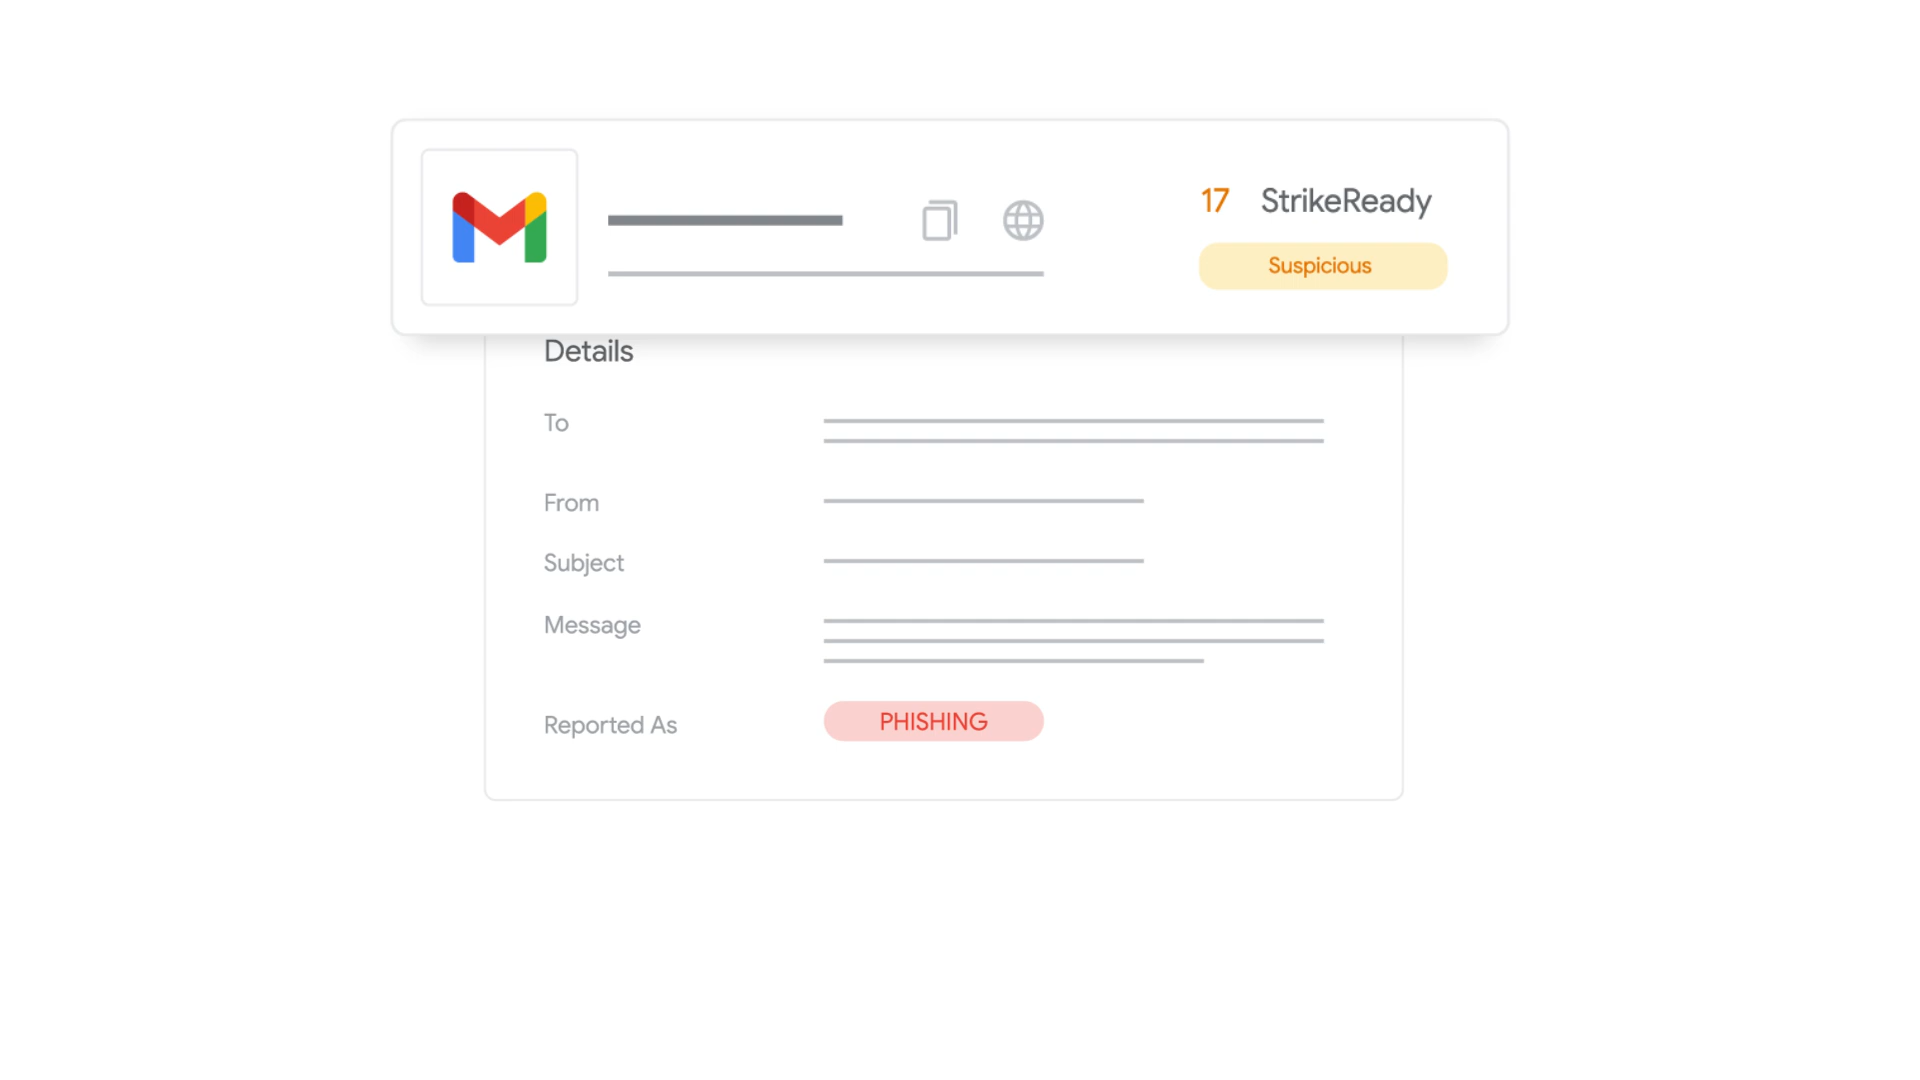 17 StrikeReady
Suspicious
Details
To
From
Subject
Message
Reported As PHISHING